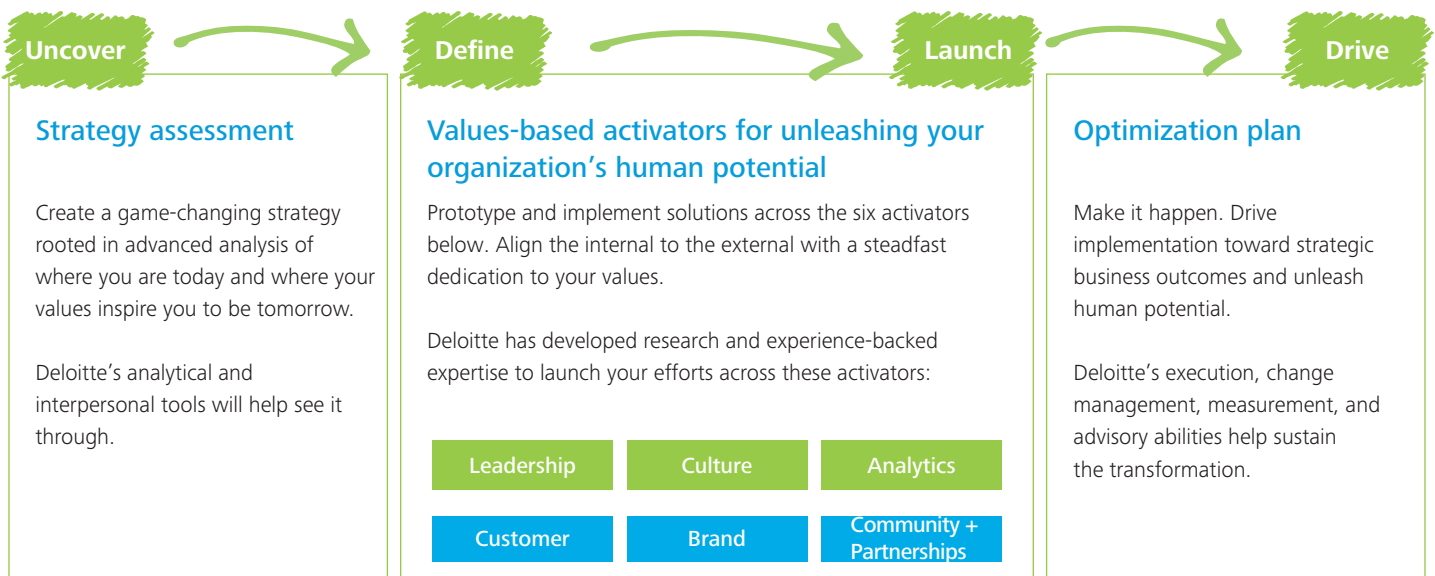 Uncover
Define
Launch
Drive
Strategy assessment
Create a game-changing strategy
rooted in advanced analysis of
where you are today and where your
values inspire you to be tomorrow.
Deloitte’s analytical and
interpersonal tools will help see it
through.
Values-based activators for unleashing your
organization’s human potential
Prototype and implement solutions across the six activators
below. Align the internal to the external with a steadfast
dedication to your values.
Deloitte has developed research and experience-backed
expertise to launch your efforts across these activators:
Leadership
Culture
Analytics
Customer
Brand
Community +
Partnerships
Optimization plan
Make it happen. Drive
implementation toward strategic
business outcomes and unleash
human potential.
Deloitte’s execution, change
management, measurement, and
advisory abilities help sustain
the transformation.